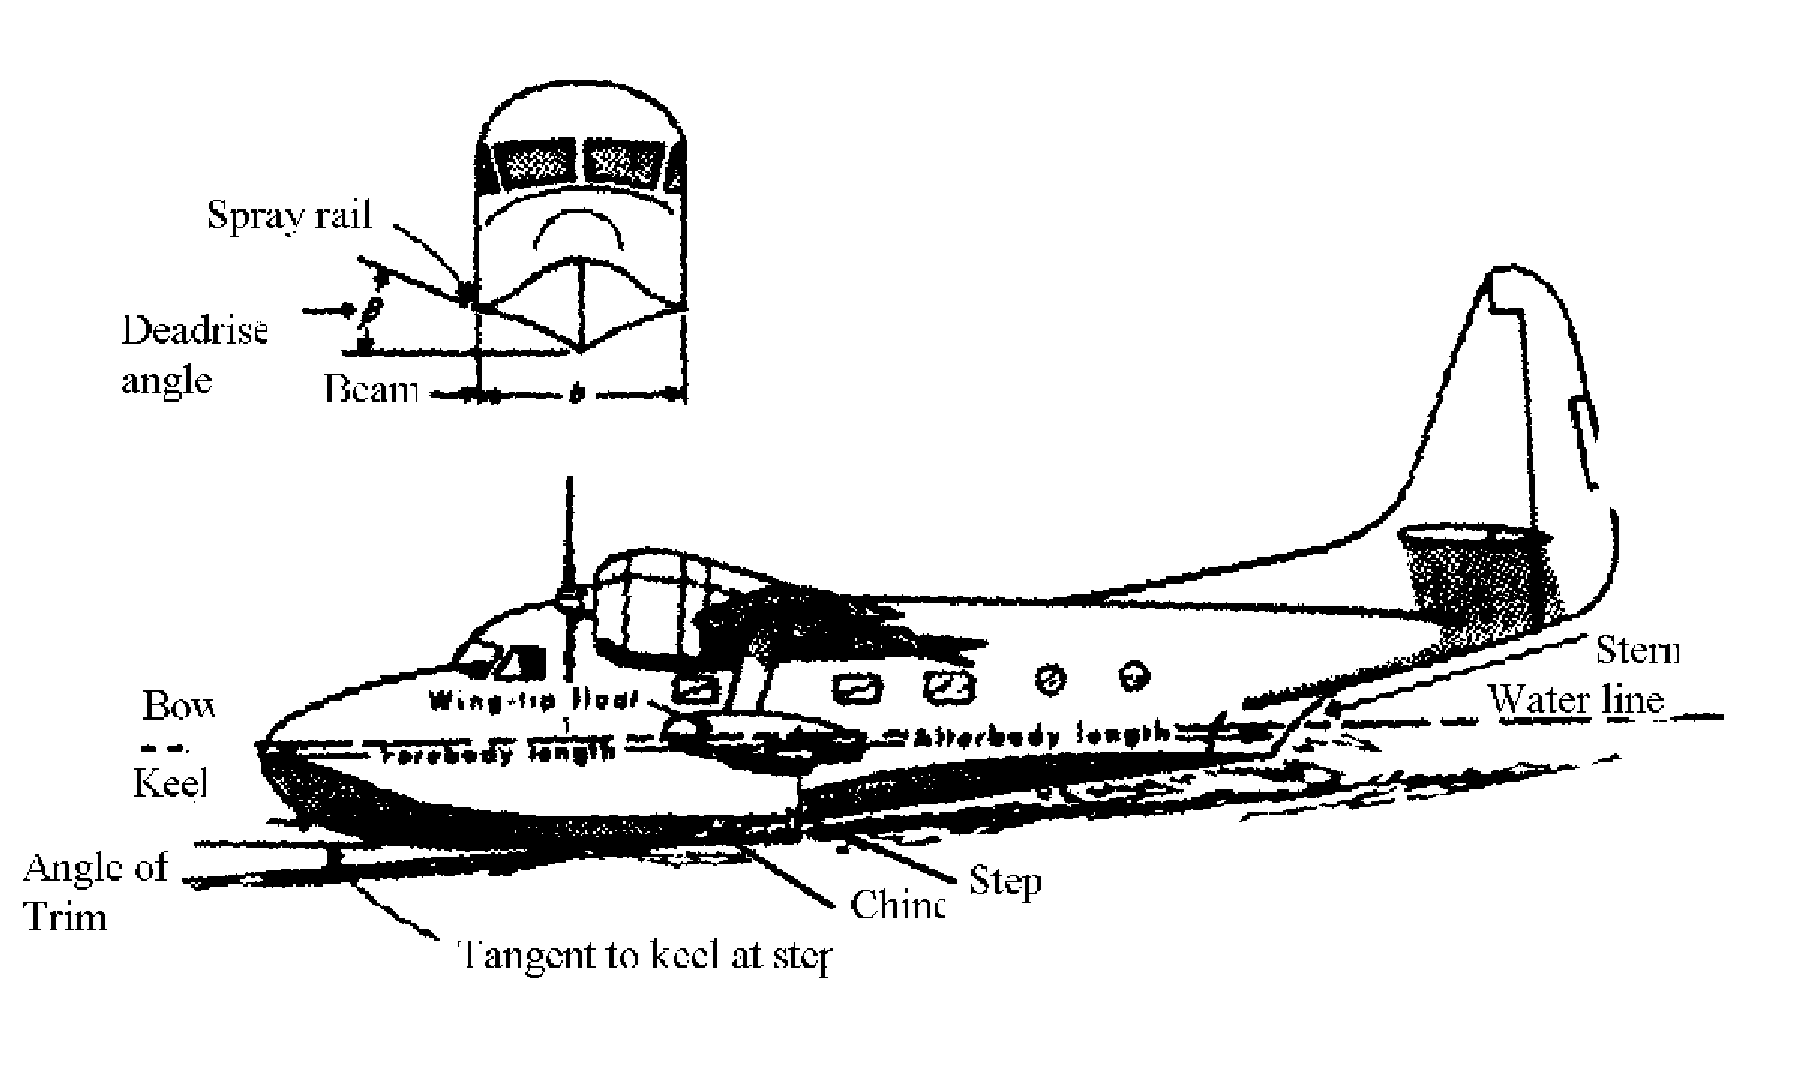 Spray rail
β
Deadrise
angle
Beam
b
Stern
Water line
Bow
Wing-tip float
Forebody length
Afterbody length
Keel
Angle of
Trim
Step
Chine
Tangent to keel at step